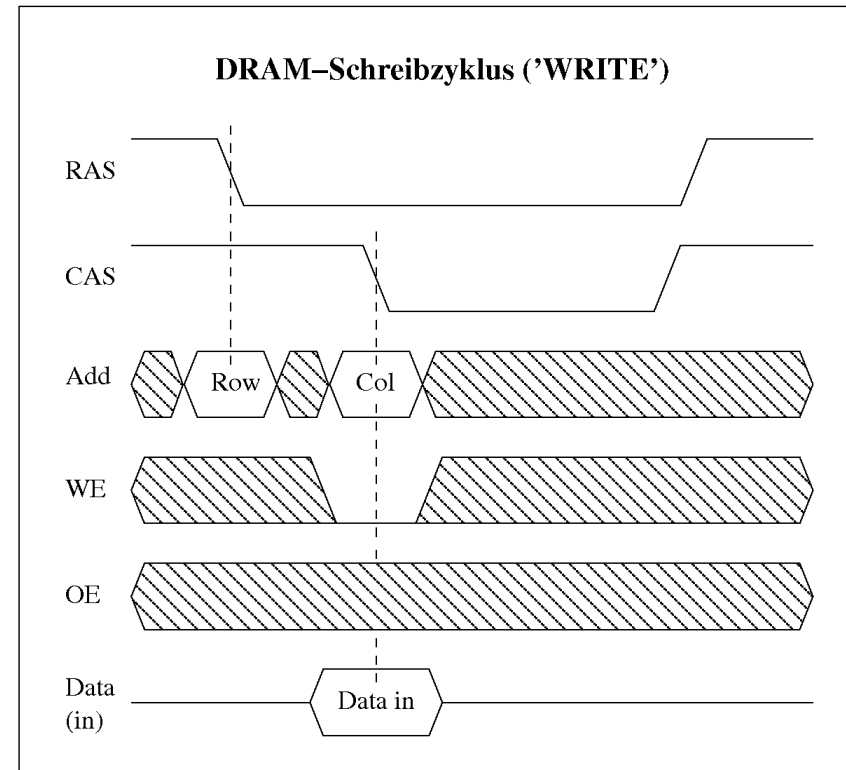 DRAM–Schreibzyklus (’WRITE’)
RAS
CAS
Add
Row
Col
WE
OE
Data
(in)
Data in